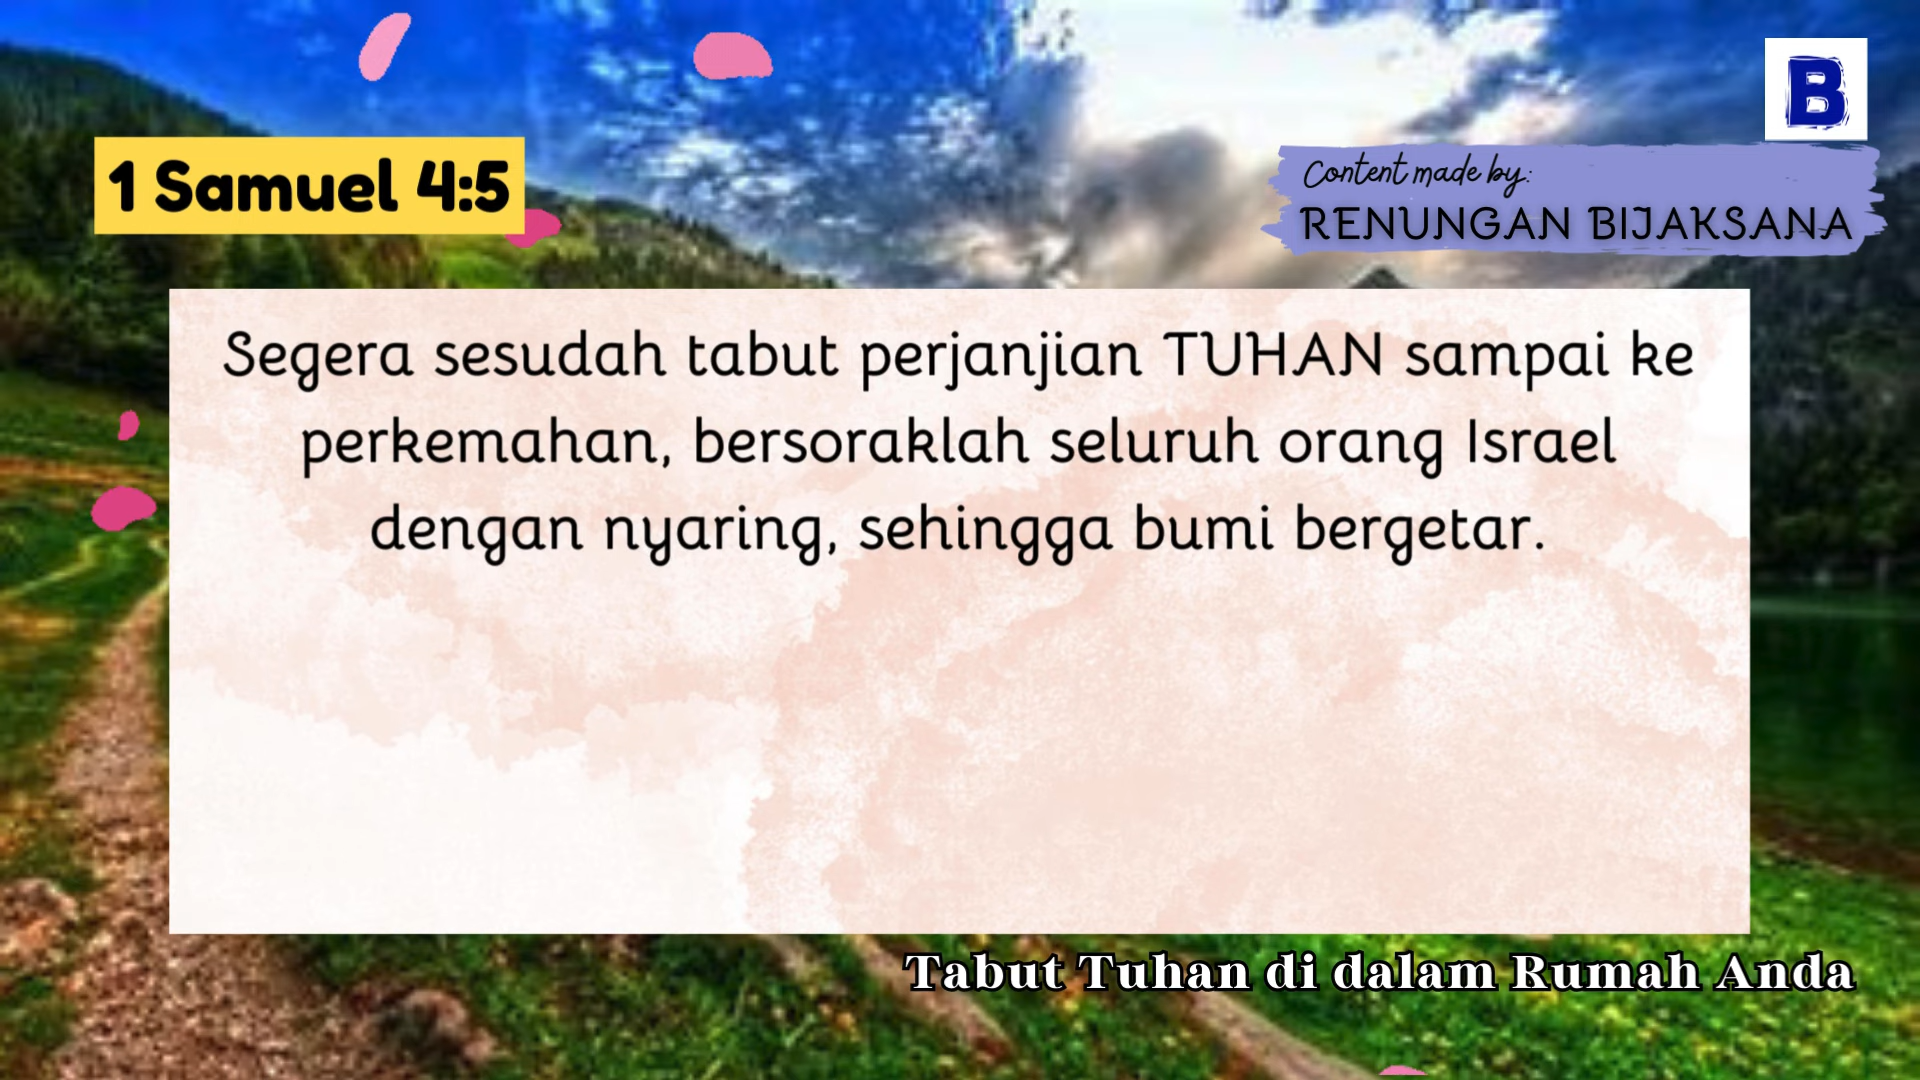 B
1 Samuel 4:5
Content made by:
RENUNGAN BIJAKSANA
Segera sesudah tabut perjanjian TUHAN sampai ke
perkemahan, bersoraklah seluruh orang Israel
dengan nyaring, sehingga bumi bergetar.
Tabut Tuhan di dalam Rumah Anda